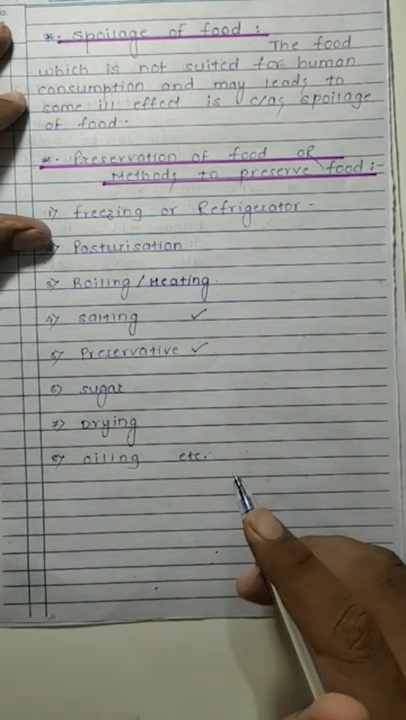 *. Spoilage of food :
The food
which is not suited for human
consumption and may leads to
some ill effect is c/as spoilage
of food.
*. Preservation of food OR
Methods to preserve food :-
1) freezing or Refrigerator.
2) Pasturisation
3) Boiling / Heating.
4) salting ✓
5) Preservative ✓
6) sugar
7) Drying
8) oiling etc.